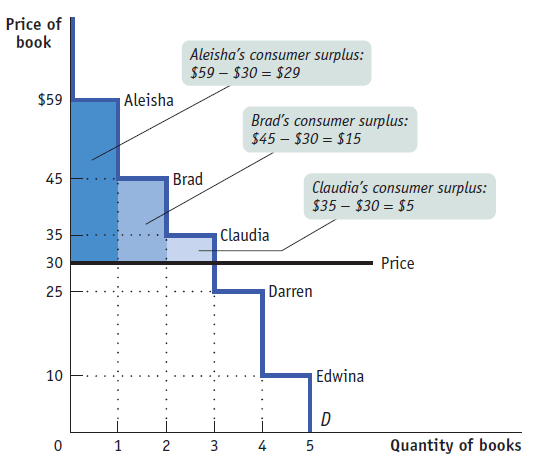 Price of
book
Aleisha’s consumer surplus:
$59 – $30 = $29
$59
Aleisha
Brad’s consumer surplus:
$45 – $30 = $15
45
Brad
Claudia’s consumer surplus:
$35 – $30 = $5
35
Claudia
30
Price
25
Darren
10
Edwina
D
0
1
2
3
4
5
Quantity of books